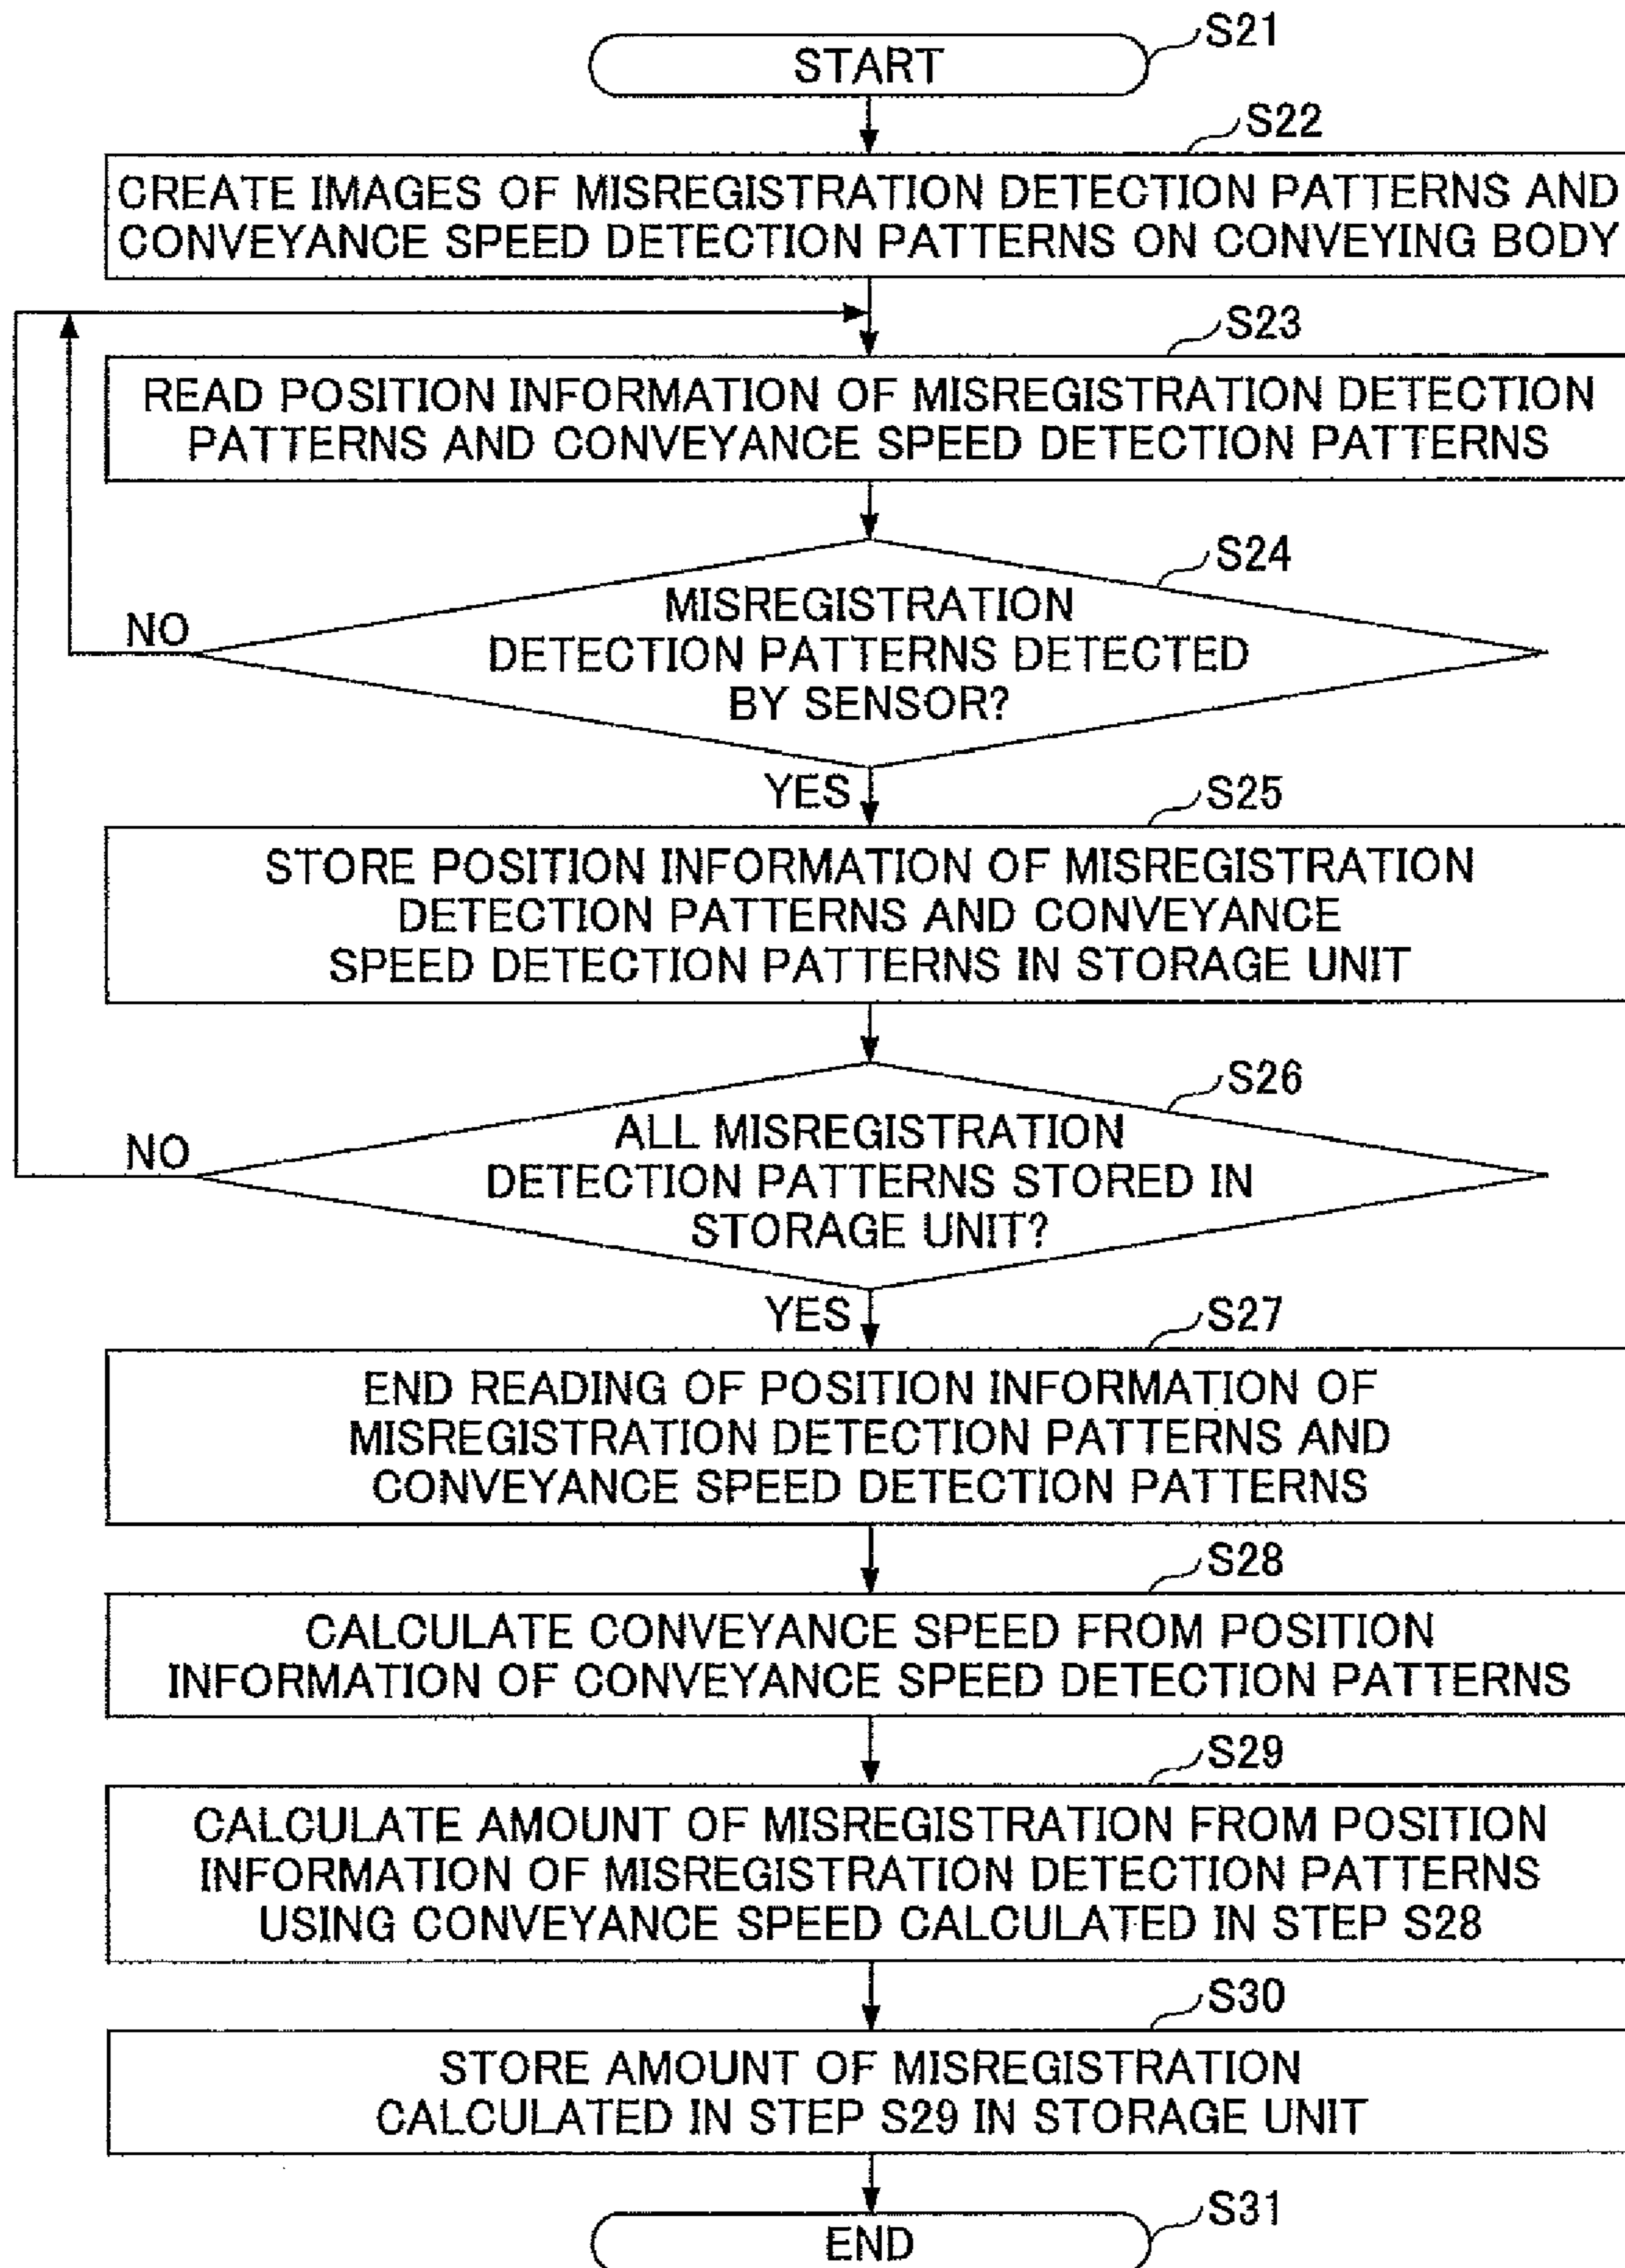 START
S21
S22
CREATE IMAGES OF MISREGISTRATION DETECTION PATTERNS AND
CONVEYANCE SPEED DETECTION PATTERNS ON CONVEYING BODY
S23
READ POSITION INFORMATION OF MISREGISTRATION DETECTION
PATTERNS AND CONVEYANCE SPEED DETECTION PATTERNS
S24
MISREGISTRATION
DETECTION PATTERNS DETECTED
BY SENSOR?
NO
YES
S25
STORE POSITION INFORMATION OF MISREGISTRATION
DETECTION PATTERNS AND CONVEYANCE
SPEED DETECTION PATTERNS IN STORAGE UNIT
S26
ALL MISREGISTRATION
DETECTION PATTERNS STORED IN
STORAGE UNIT?
NO
YES
S27
END READING OF POSITION INFORMATION OF
MISREGISTRATION DETECTION PATTERNS AND
CONVEYANCE SPEED DETECTION PATTERNS
S28
CALCULATE CONVEYANCE SPEED FROM POSITION
INFORMATION OF CONVEYANCE SPEED DETECTION PATTERNS
S29
CALCULATE AMOUNT OF MISREGISTRATION FROM POSITION
INFORMATION OF MISREGISTRATION DETECTION PATTERNS
USING CONVEYANCE SPEED CALCULATED IN STEP S28
S30
STORE AMOUNT OF MISREGISTRATION
CALCULATED IN STEP S29 IN STORAGE UNIT
S31
END